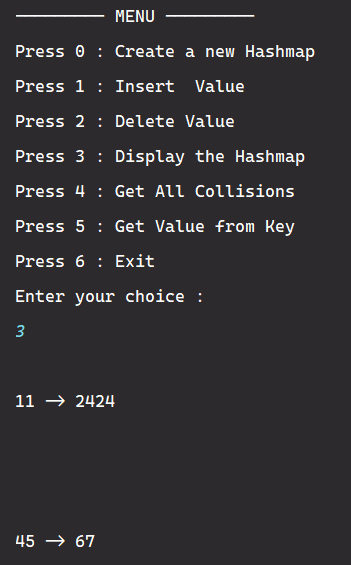 --------- MENU ---------
Press 0 : Create a new Hashmap
Press 1 : Insert  Value
Press 2 : Delete Value
Press 3 : Display the Hashmap
Press 4 : Get All Collisions
Press 5 : Get Value from Key
Press 6 : Exit
Enter your choice :
3
11 -> 2424
45 -> 67